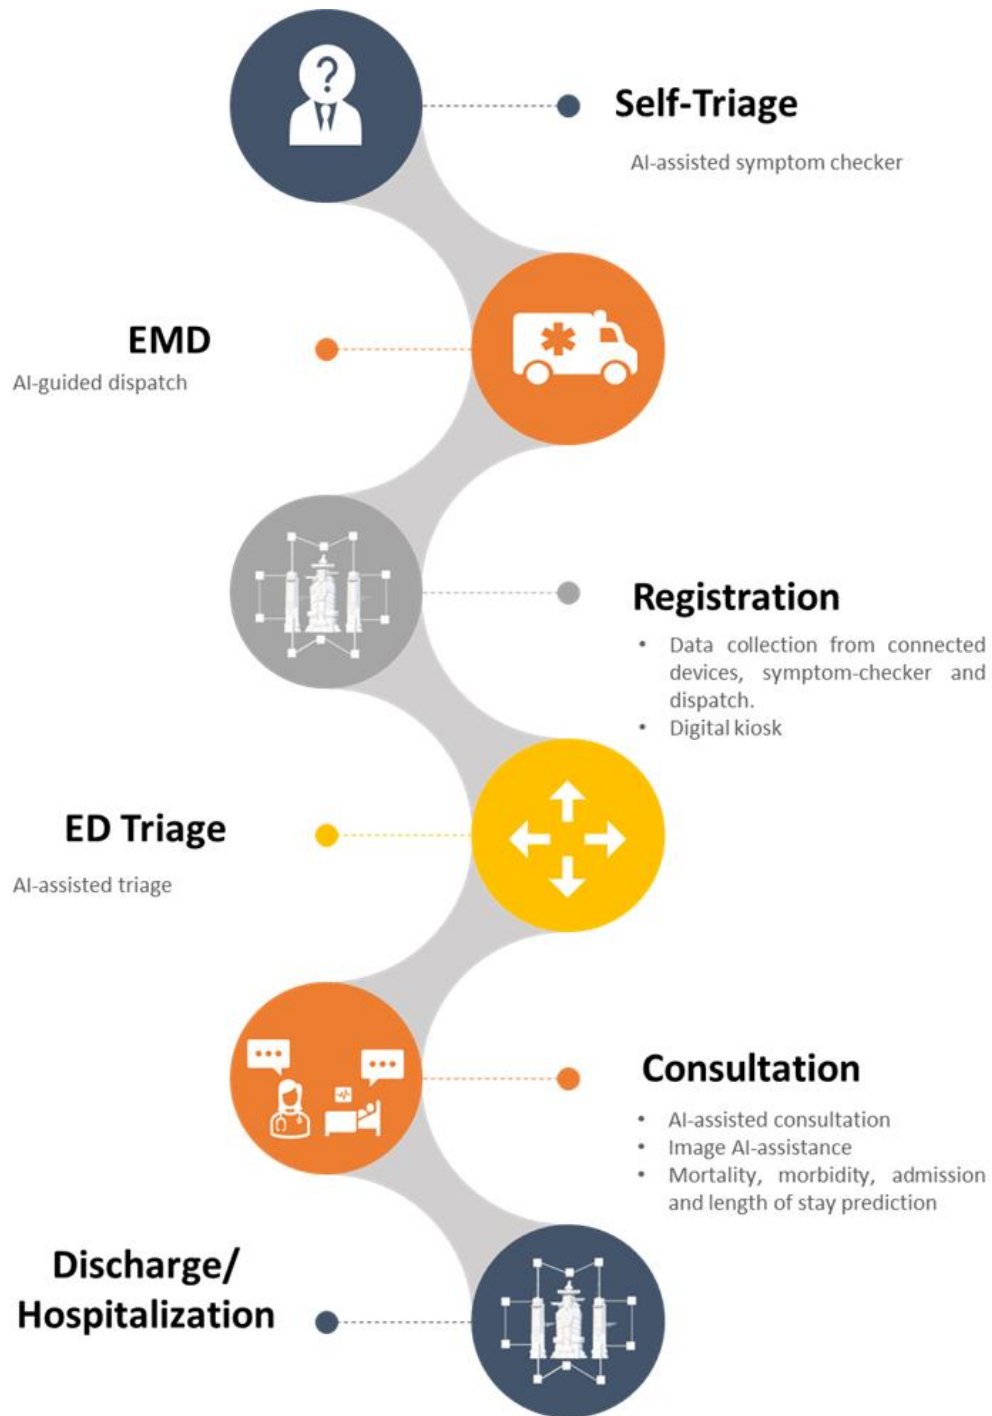 ?
Self-Triage
AI-assisted symptom checker
EMD
AI-guided dispatch
Registration
• Data collection from connected
devices, symptom-checker and
dispatch.
• Digital kiosk
ED Triage
AI-assisted triage
Consultation
• AI-assisted consultation
• Image AI-assistance
• Mortality, morbidity, admission
and length of stay prediction
Discharge/
Hospitalization